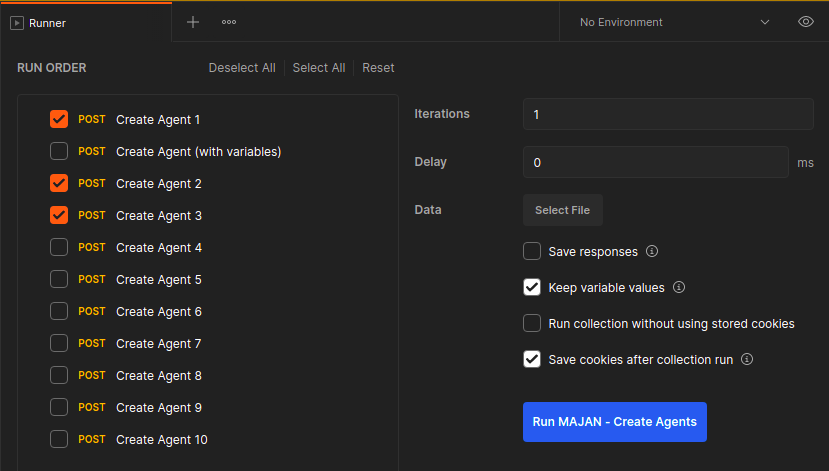 Runner
No Environment
RUN ORDER
Deselect All
Select All
Reset
POST Create Agent 1
POST Create Agent (with variables)
POST Create Agent 2
POST Create Agent 3
POST Create Agent 4
POST Create Agent 5
POST Create Agent 6
POST Create Agent 7
POST Create Agent 8
POST Create Agent 9
POST Create Agent 10
Iterations 1
Delay 0 ms
Data Select File
Save responses
Keep variable values
Run collection without using stored cookies
Save cookies after collection run
Run MAJAN - Create Agents